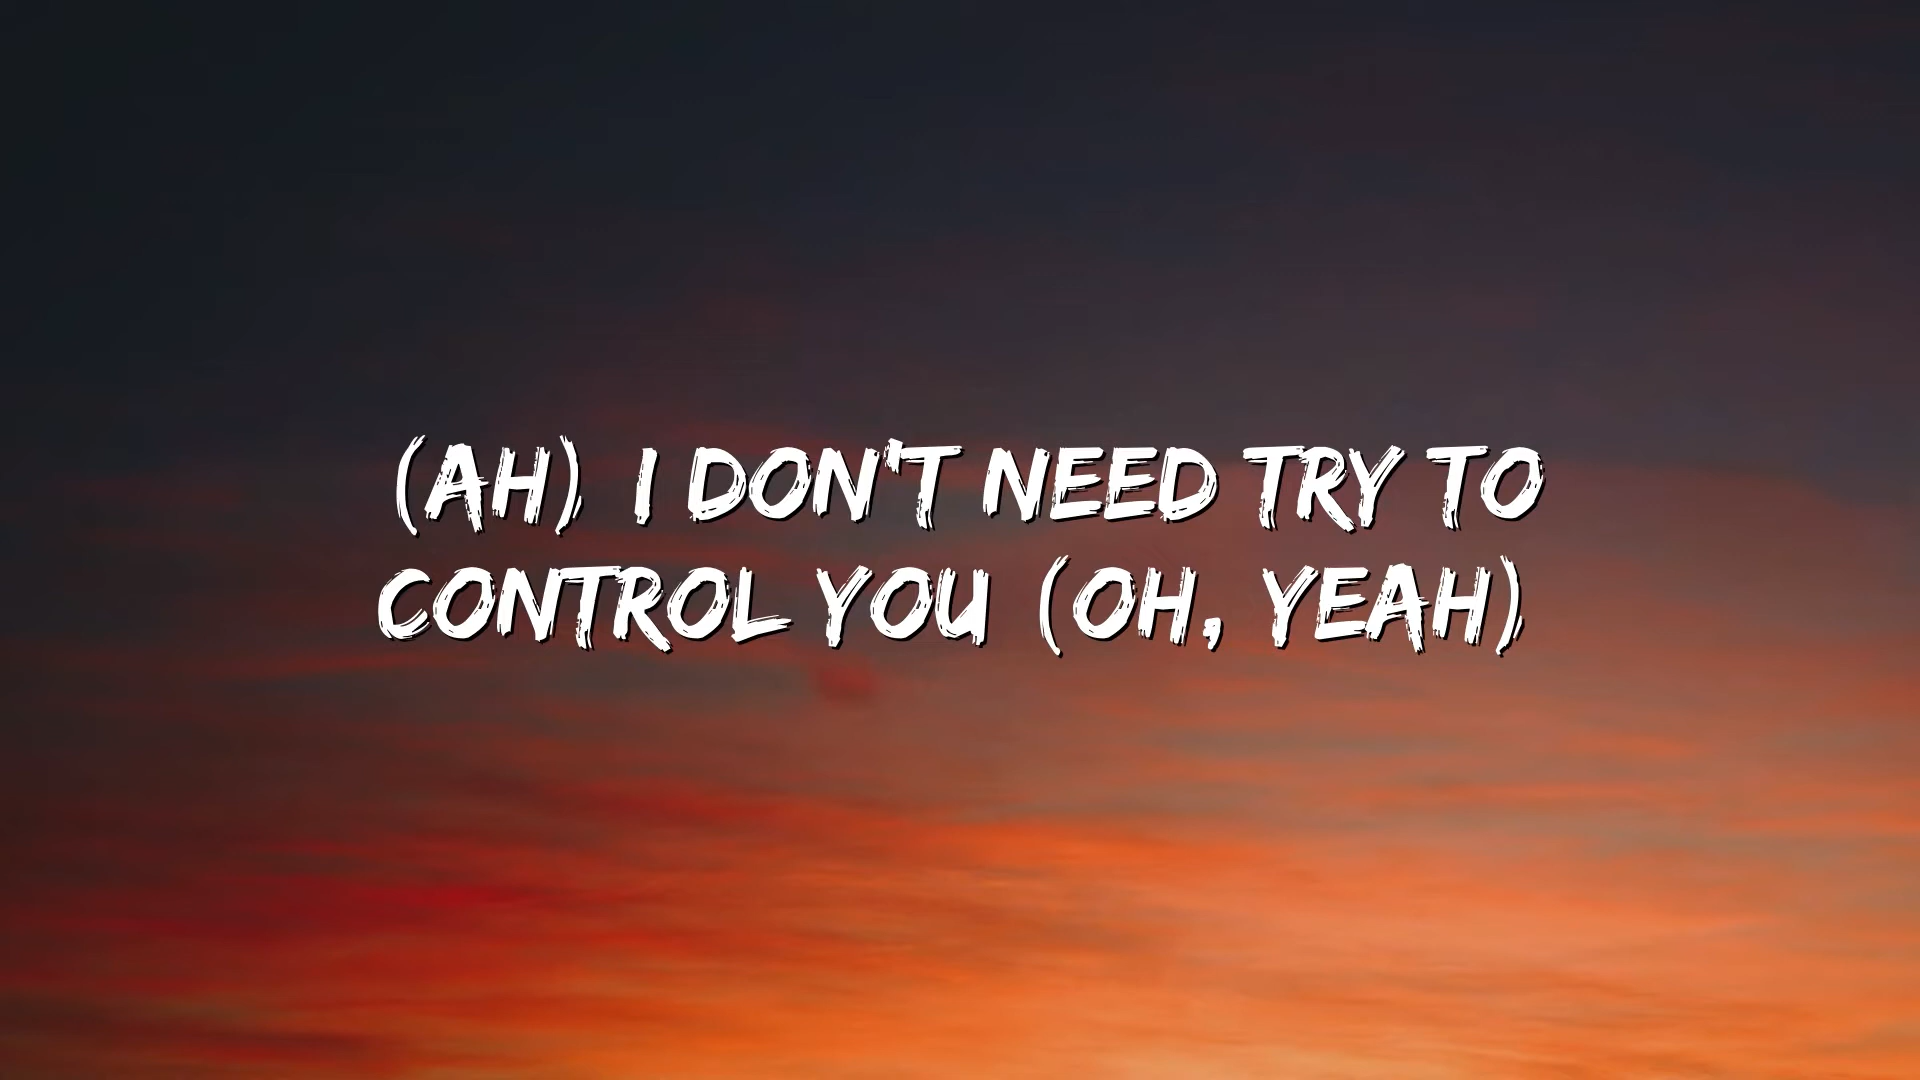 (AH) I DON'T NEED TRY TO
CONTROL YOU (OH, YEAH)